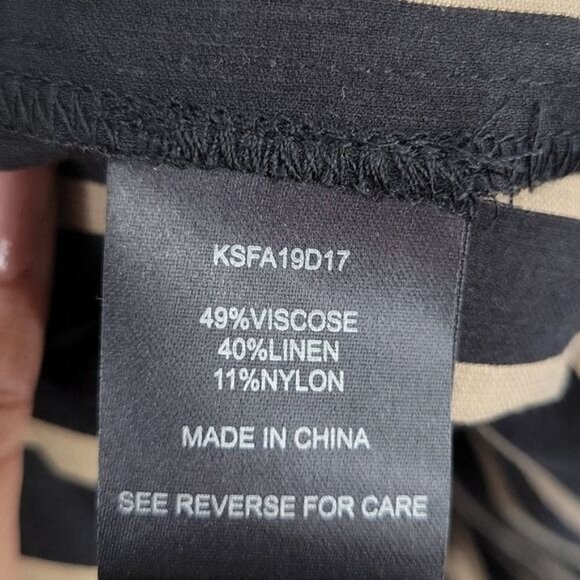 KSFA19D17
49%VISCOSE
40%LINEN
11%NYLON
MADE IN CHINA
SEE REVERSE FOR CARE